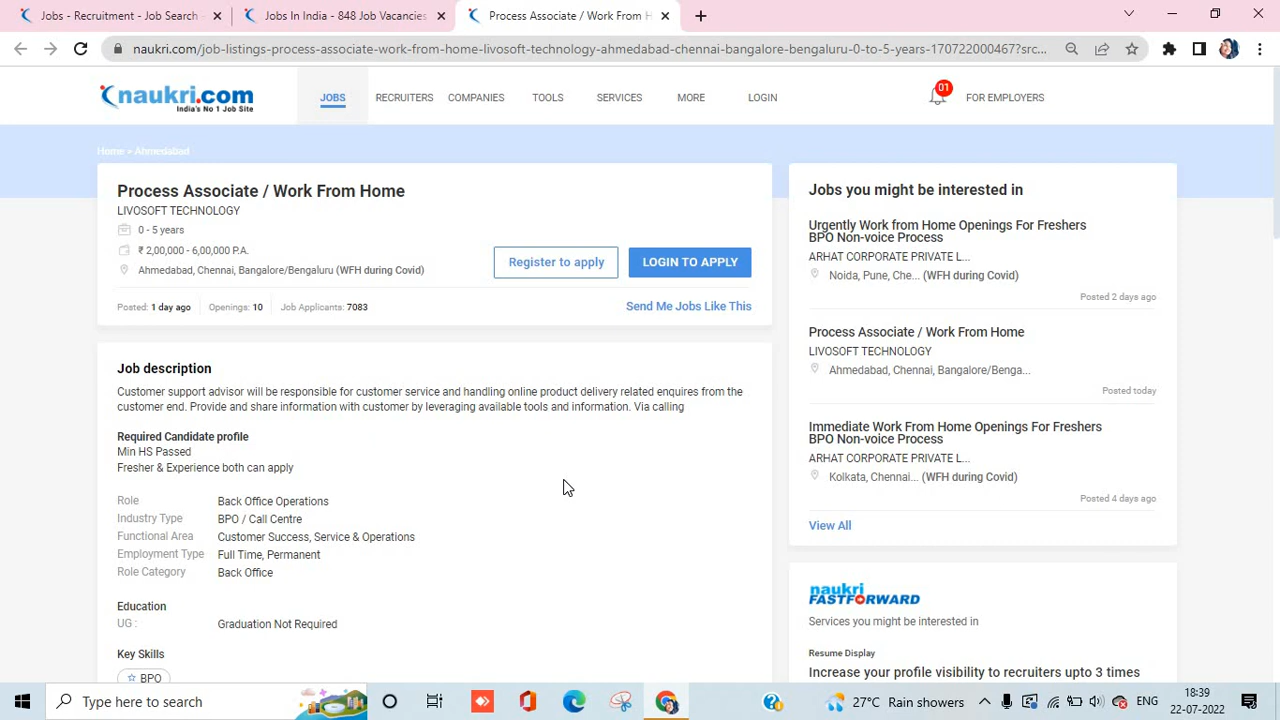 Jobs - Recruitment - Job Search
Jobs In India - 848 Job Vacancies
Process Associate / Work From H
naukri.com/job-listings-process-associate-work-from-home-livosoft-technology-ahmedabad-chennai-bangalore-bengaluru-0-to-5-years-170722000467?src...
naukri.com
India's No 1 Job Site
JOBS RECRUITERS COMPANIES TOOLS SERVICES MORE LOGIN 01 FOR EMPLOYERS
Home > Ahmedabad
Process Associate / Work From Home
LIVOSOFT TECHNOLOGY
0 - 5 years
₹ 2,00,000 - 6,00,000 P.A.
Ahmedabad, Chennai, Bangalore/Bengaluru (WFH during Covid)
Register to apply LOGIN TO APPLY
Posted: 1 day ago Openings: 10 Job Applicants: 7083
Send Me Jobs Like This
Job description
Customer support advisor will be responsible for customer service and handling online product delivery related enquires from the
customer end. Provide and share information with customer by leveraging available tools and information. Via calling
Required Candidate profile
Min HS Passed
Fresher & Experience both can apply
Role Back Office Operations
Industry Type BPO / Call Centre
Functional Area Customer Success, Service & Operations
Employment Type Full Time, Permanent
Role Category Back Office
Education
UG : Graduation Not Required
Key Skills
BPO
Jobs you might be interested in
Urgently Work from Home Openings For Freshers
BPO Non-voice Process
ARHAT CORPORATE PRIVATE L...
Noida, Pune, Che... (WFH during Covid)
Posted 2 days ago
Process Associate / Work From Home
LIVOSOFT TECHNOLOGY
Ahmedabad, Chennai, Bangalore/Benga...
Posted today
Immediate Work From Home Openings For Freshers
BPO Non-voice Process
ARHAT CORPORATE PRIVATE L...
Kolkata, Chennai... (WFH during Covid)
Posted 4 days ago
View All
naukri
FASTFORWARD
Services you might be interested in
Resume Display
Increase your profile visibility to recruiters upto 3 times
Type here to search
27°C Rain showers
ENG
18:39
22-07-2022